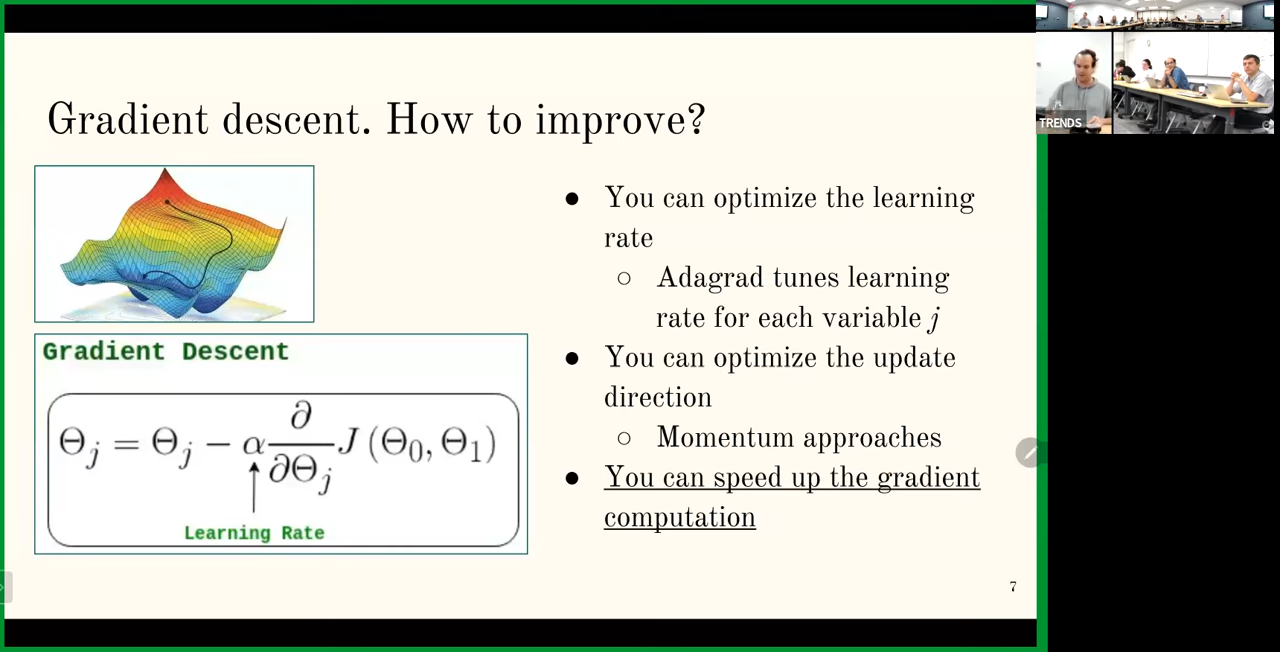 Gradient descent. How to improve?
● You can optimize the learning
rate
○ Adagrad tunes learning
rate for each variable j
● You can optimize the update
direction
○ Momentum approaches
● You can speed up the gradient
computation
Gradient Descent
Θj = Θj − α ∂/∂Θj J (Θ0, Θ1)
Learning Rate
7
TRENDS